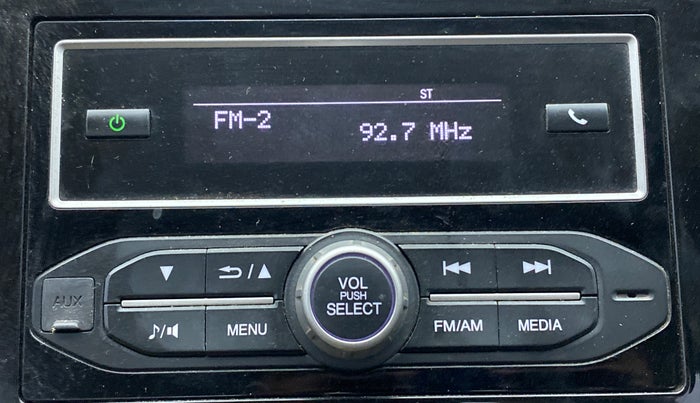 ST
FM-2
92.7 MHz
AUX
VOL
PUSH
SELECT
MENU
FM/AM
MEDIA